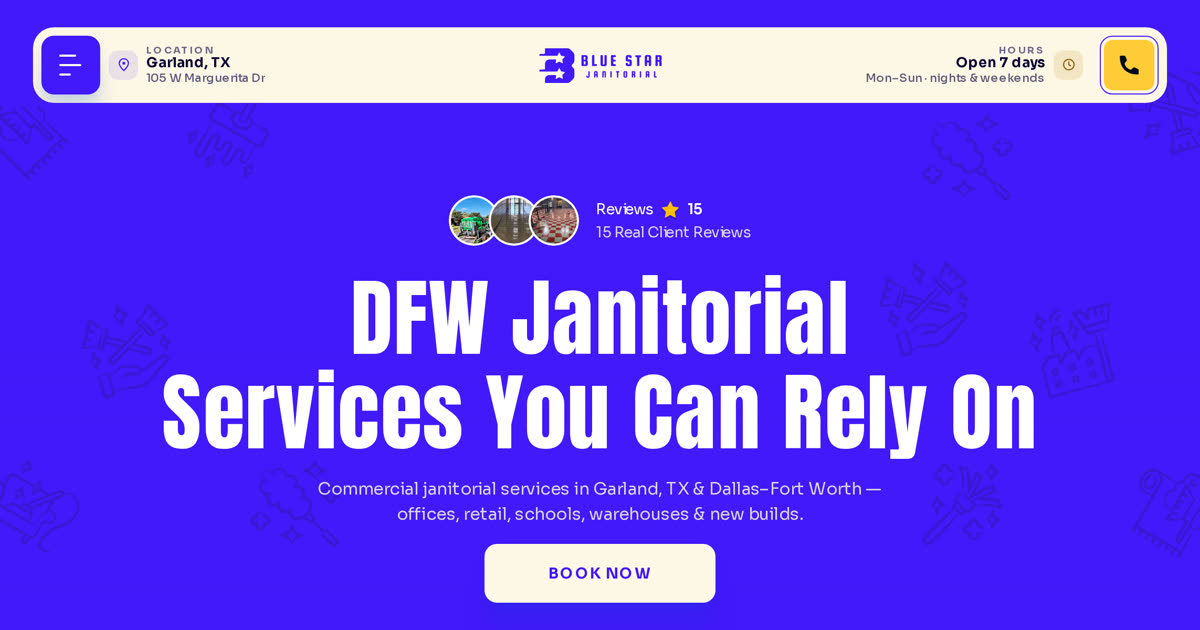 LOCATION
Garland, TX
105 W Marguerita Dr
BLUE STAR
JANITORIAL
HOURS
Open 7 days
Mon–Sun · nights & weekends
Reviews 15
15 Real Client Reviews
DFW Janitorial
Services You Can Rely On
Commercial janitorial services in Garland, TX & Dallas–Fort Worth —
offices, retail, schools, warehouses & new builds.
BOOK NOW